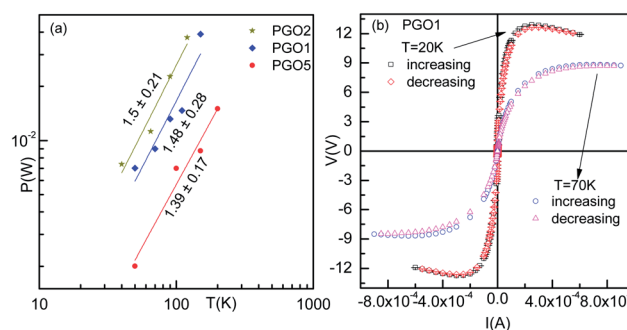 (a)
PGO2
PGO1
PGO5
1.5 ± 0.21
1.48 ± 0.28
1.39 ± 0.17
10⁻²
P(W)
10
100
1000
T(K)
(b)
PGO1
T=20K
increasing
decreasing
T=70K
increasing
decreasing
12
9
6
3
0
-3
-6
-9
-12
V(V)
-8.0x10⁻⁴
-4.0x10⁻⁴
0.0
4.0x10⁻⁴
8.0x10⁻⁴
I(A)